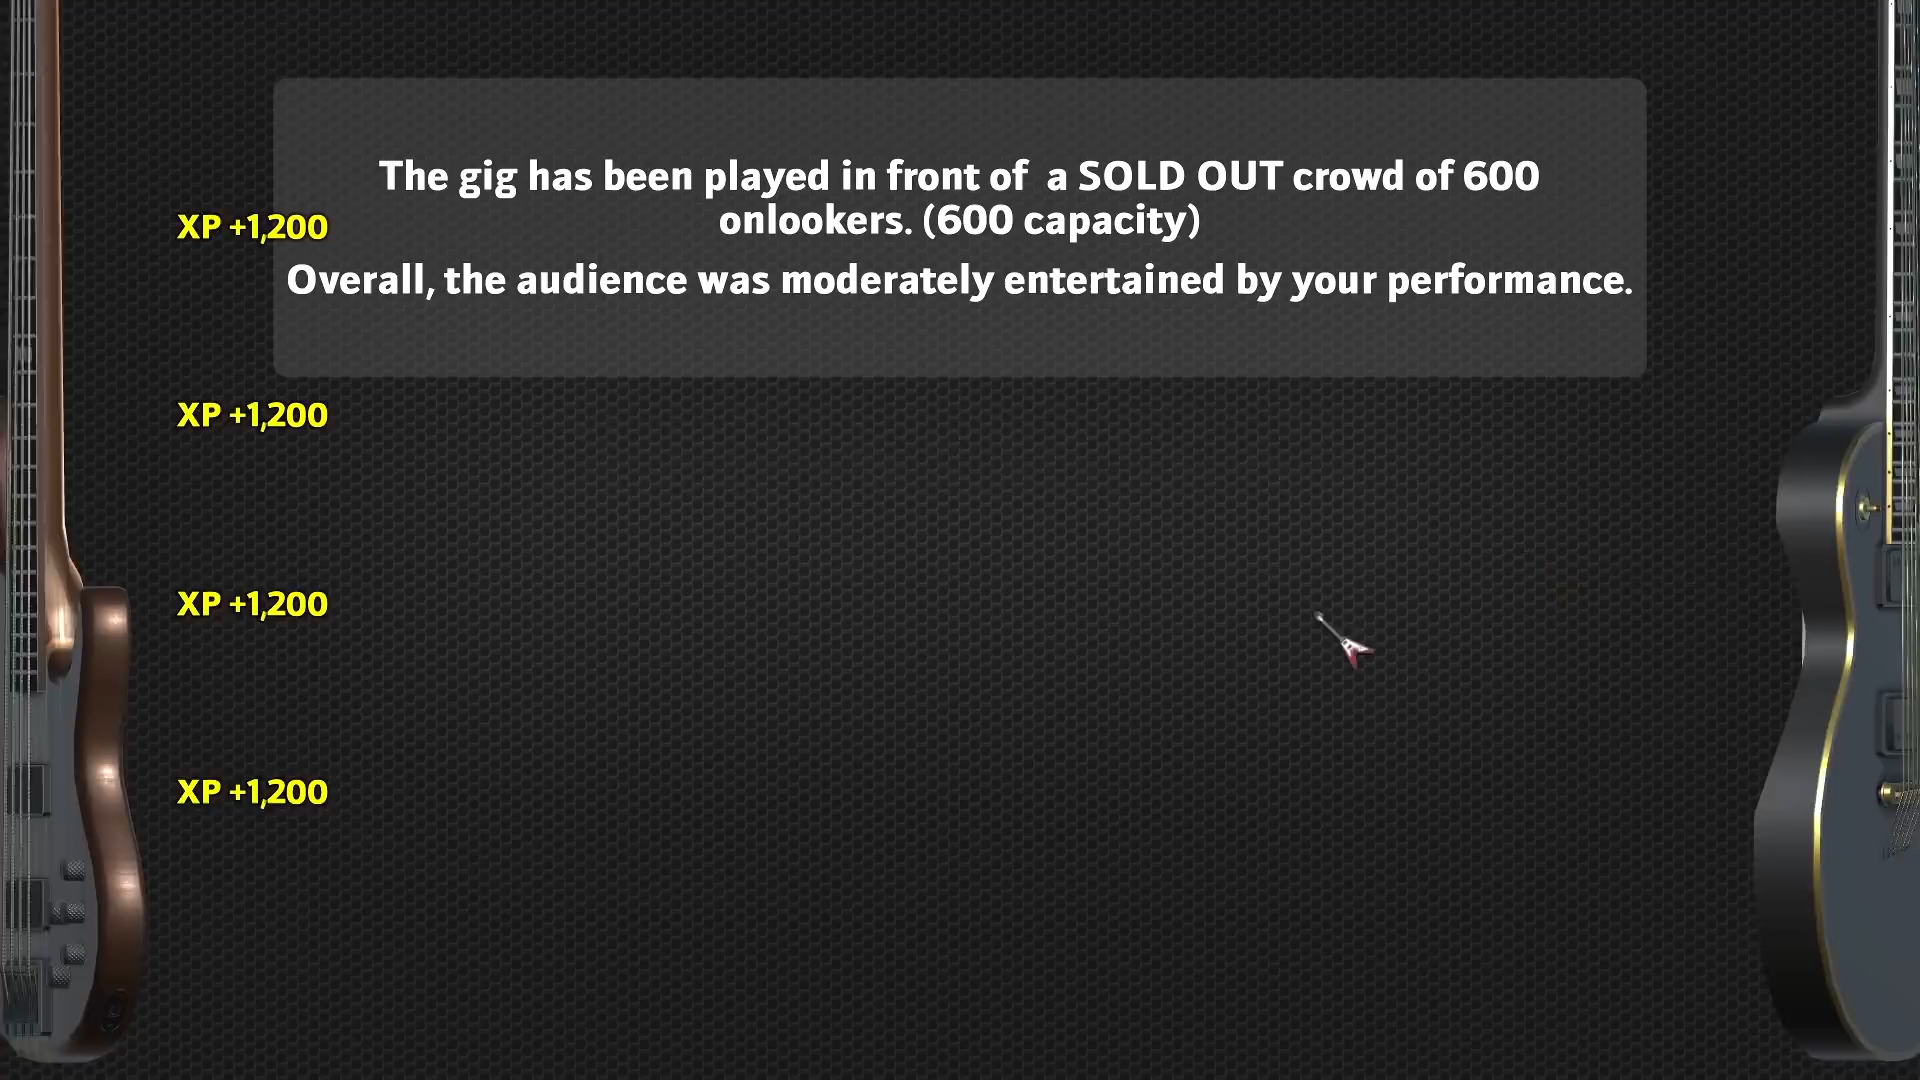 The gig has been played in front of  a SOLD OUT crowd of 600
onlookers. (600 capacity)
XP +1,200
Overall, the audience was moderately entertained by your performance.
XP +1,200
XP +1,200
XP +1,200